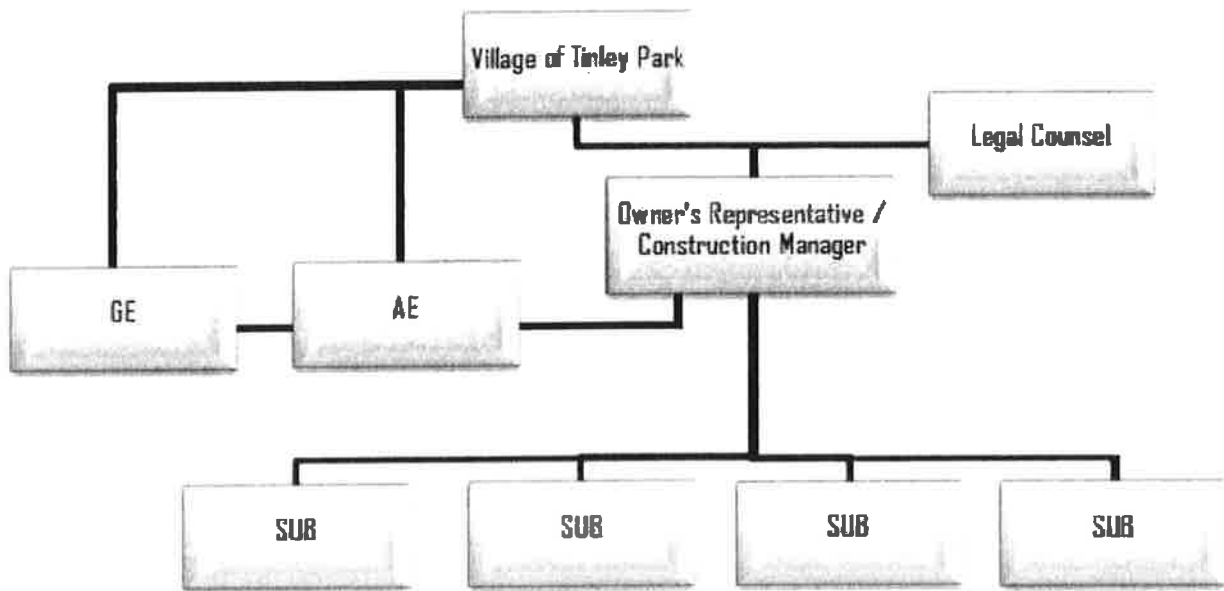 Village of Tinley Park
Legal Counsel
Owner's Representative /
Construction Manager
GE
AE
SUB
SUB
SUB
SUB